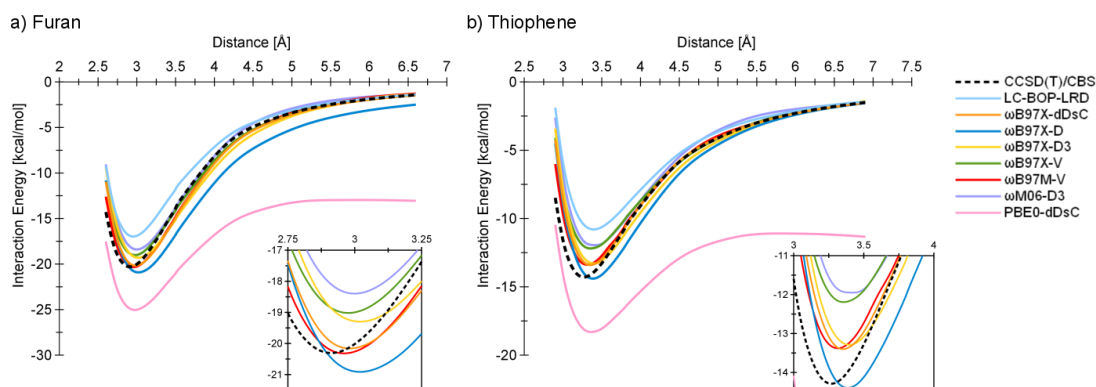 a) Furan
Distance [Å]
2 2.5 3 3.5 4 4.5 5 5.5 6 6.5 7
0
-5
-10
-15
-20
-25
-30
Interaction Energy [kcal/mol]
2.75 3 3.25
-17
-18
-19
-20
-21
b) Thiophene
Distance [Å]
2.5 3 3.5 4 4.5 5 5.5 6 6.5 7 7.5
0
-5
-10
-15
-20
Interaction Energy [kcal/mol]
3 3.5 4
-11
-12
-13
-14
CCSD(T)/CBS
LC-BOP-LRD
ωB97X-dDsC
ωB97X-D
ωB97X-D3
ωB97X-V
ωB97M-V
ωM06-D3
PBE0-dDsC